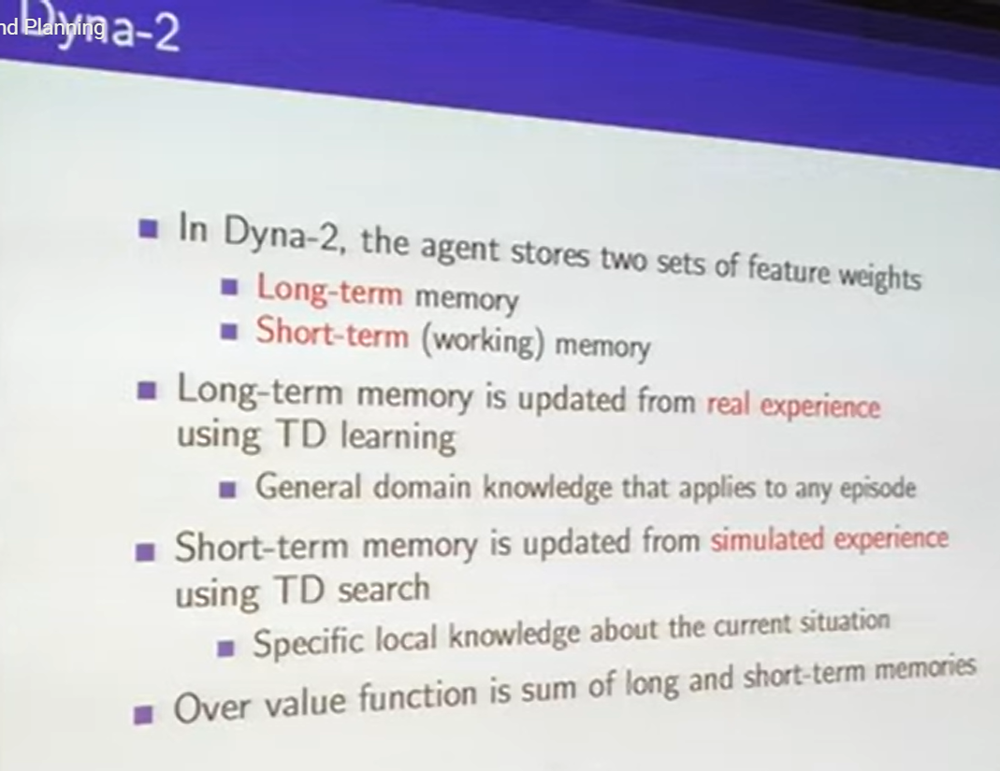 nd Planning
Dyna-2
In Dyna-2, the agent stores two sets of feature weights
Long-term memory
Short-term (working) memory
Long-term memory is updated from real experience
using TD learning
General domain knowledge that applies to any episode
Short-term memory is updated from simulated experience
using TD search
Specific local knowledge about the current situation
Over value function is sum of long and short-term memories